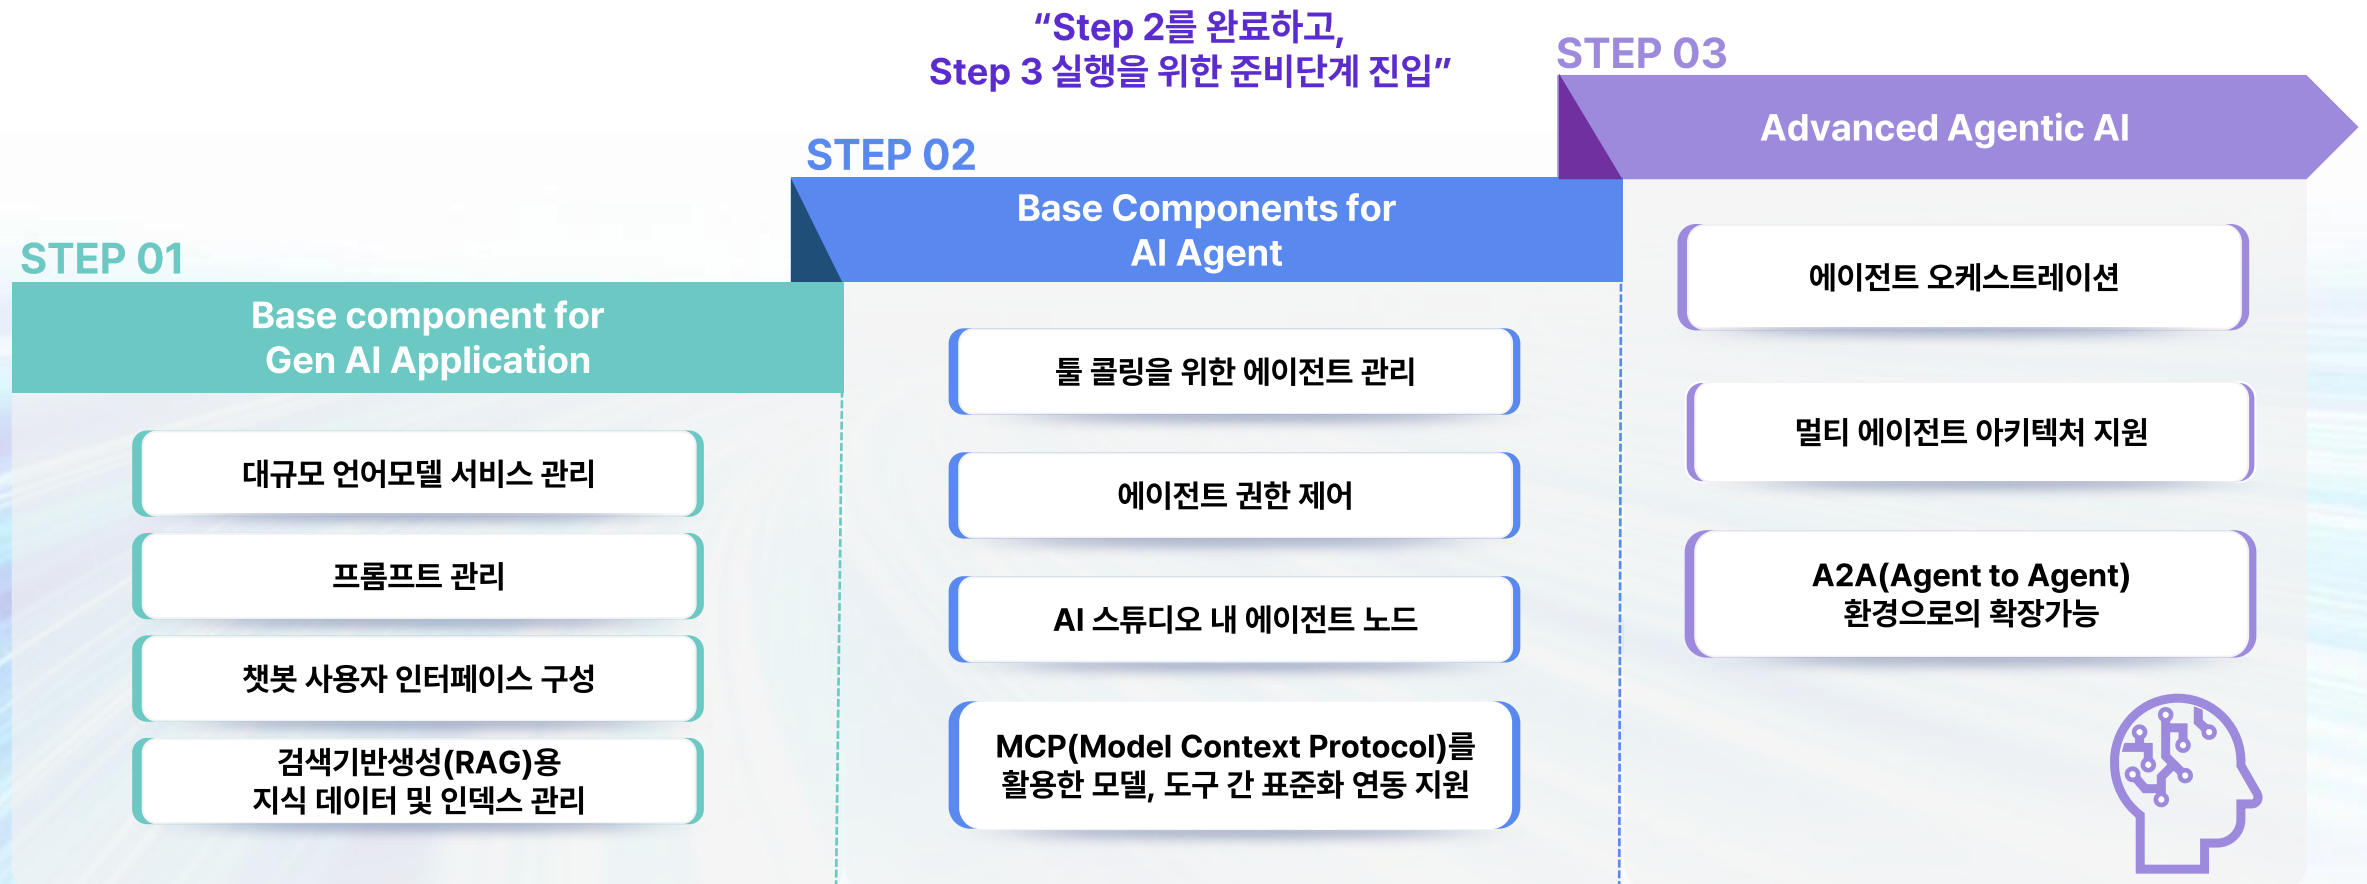 “Step 2를 완료하고,
Step 3 실행을 위한 준비단계 진입”
STEP 01
Base component for
Gen AI Application
대규모 언어모델 서비스 관리
프롬프트 관리
챗봇 사용자 인터페이스 구성
검색기반생성(RAG)용
지식 데이터 및 인덱스 관리
STEP 02
Base Components for
AI Agent
툴 콜링을 위한 에이전트 관리
에이전트 권한 제어
AI 스튜디오 내 에이전트 노드
MCP(Model Context Protocol)를
활용한 모델, 도구 간 표준화 연동 지원
STEP 03
Advanced Agentic AI
에이전트 오케스트레이션
멀티 에이전트 아키텍처 지원
A2A(Agent to Agent)
환경으로의 확장가능